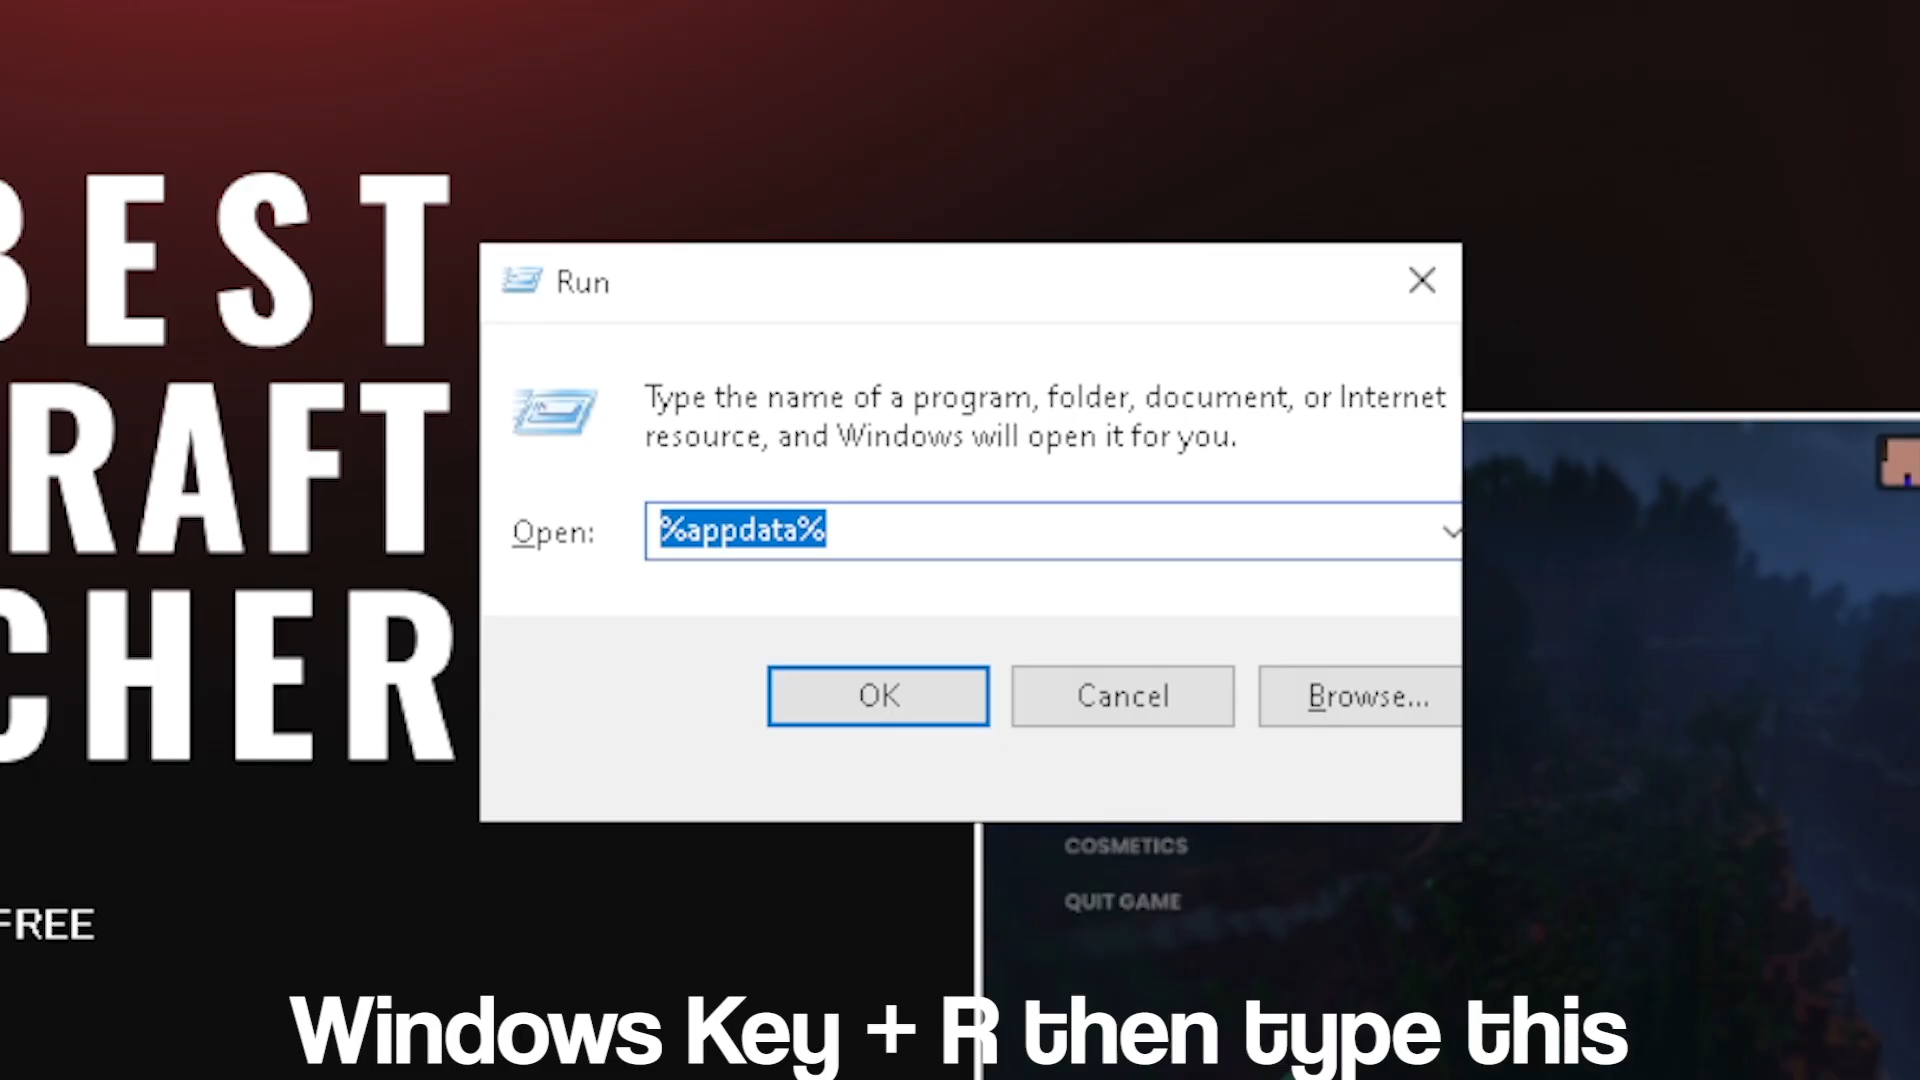 BEST
RAFT
CHER
FREE
Run
Type the name of a program, folder, document, or Internet
resource, and Windows will open it for you.
Open:
%appdata%
OK
Cancel
Browse...
COSMETICS
QUIT GAME
Windows Key + R then type this